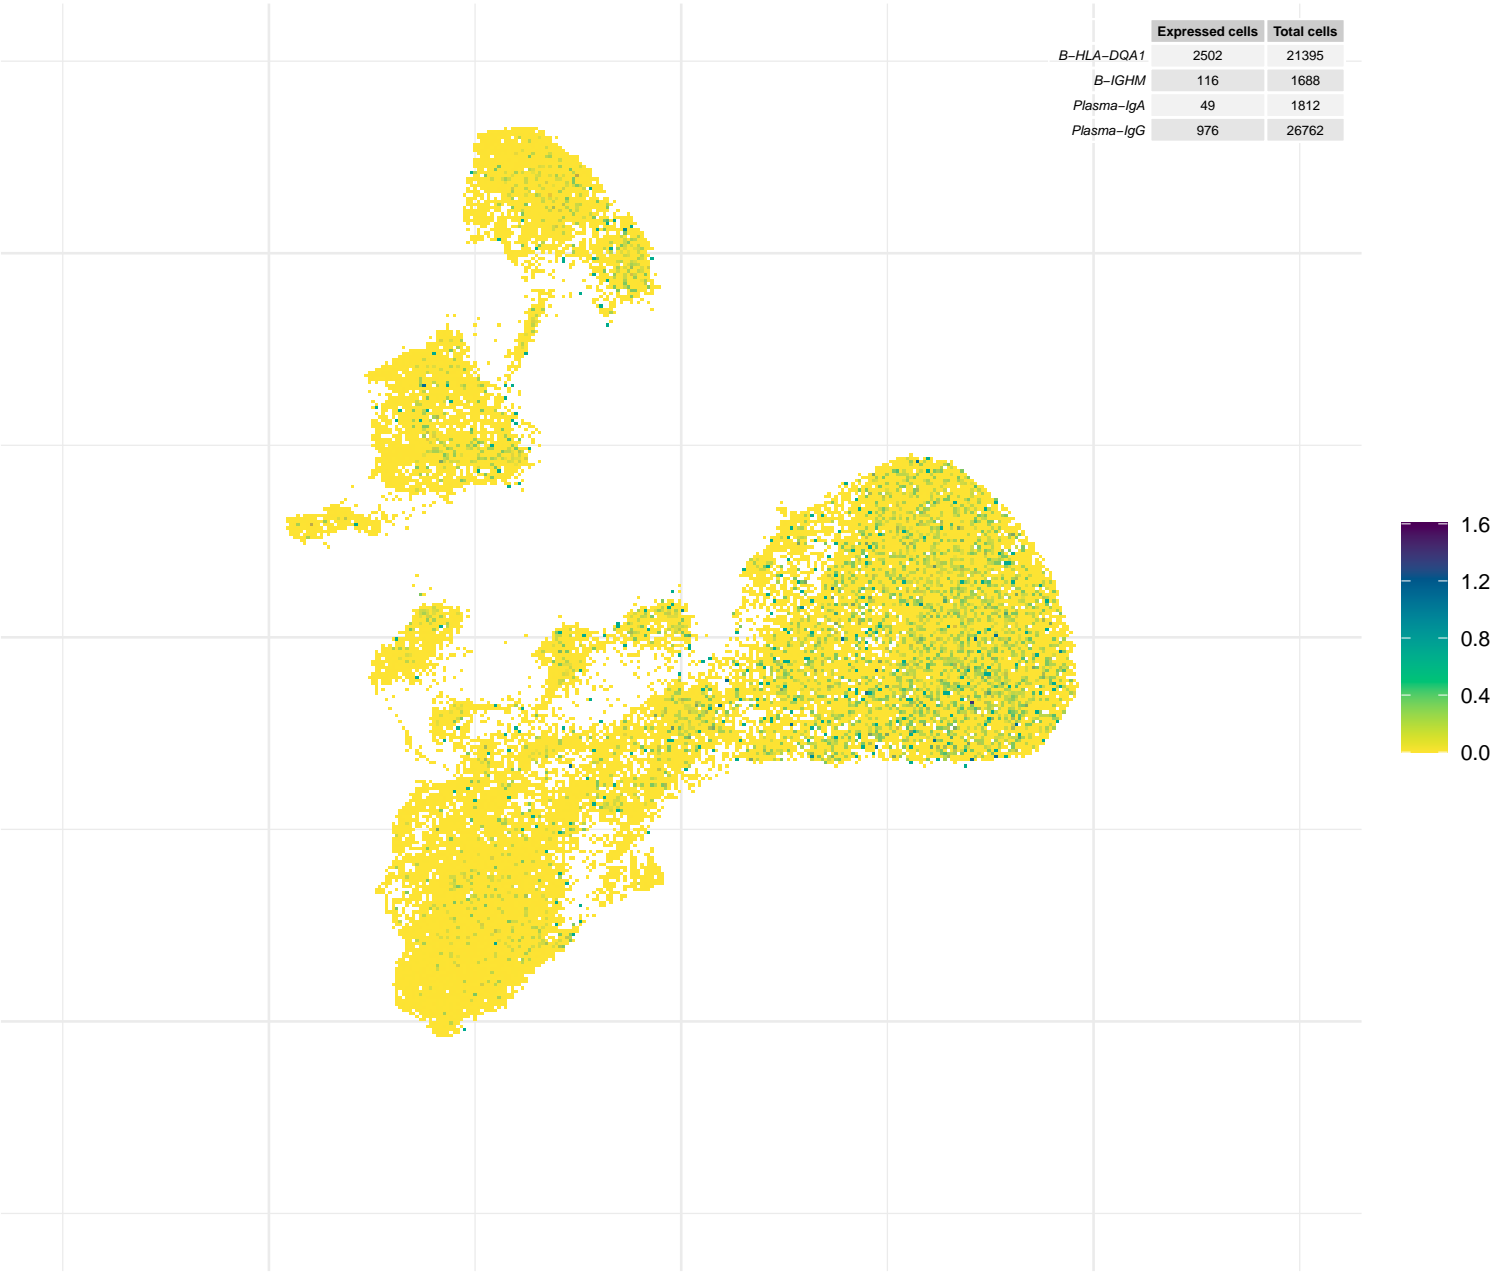 Expressed cells Total cells
B−HLA−DQA1 2502 21395
B−IGHM 116 1688
Plasma−IgA 49 1812
Plasma−IgG 976 26762
1.6
1.2
0.8
0.4
0.0